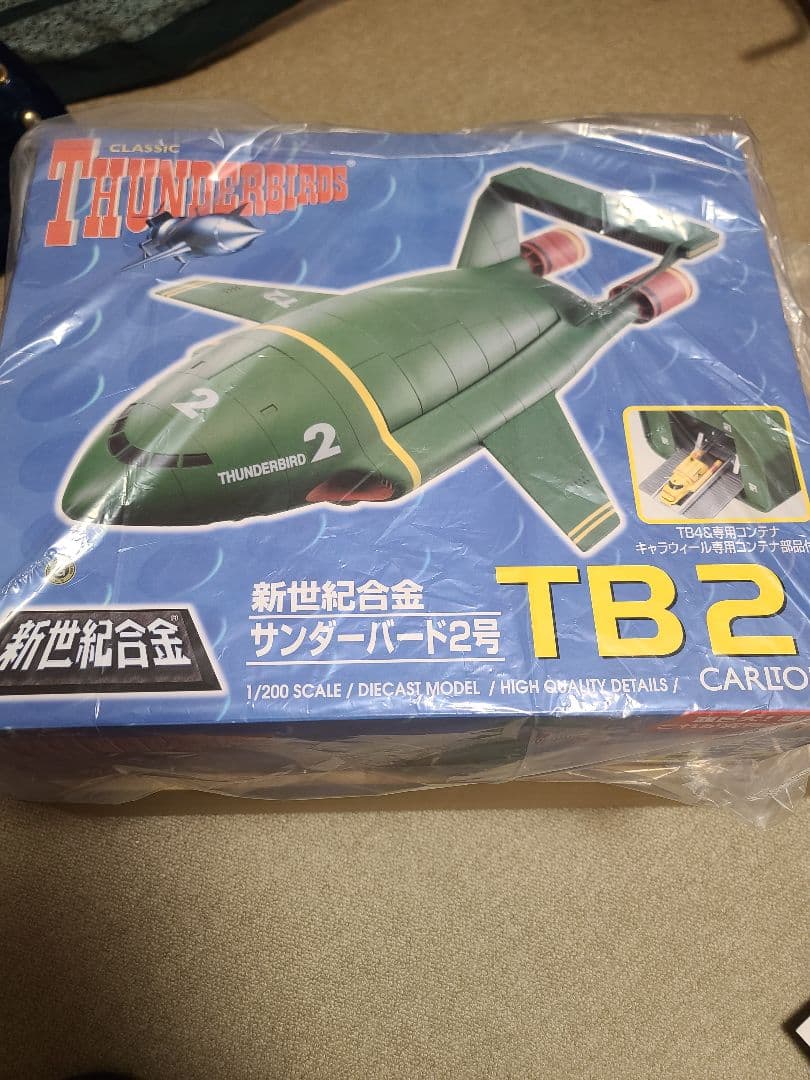 CLASSIC
THUNDERBIRDS®
2
2
THUNDERBIRD 2
TB4&専用コンテナ
キャラウィール専用コンテナ部品付
新世紀合金
サンダーバード2号
TB2
新世紀合金
1/200 SCALE / DIECAST MODEL / HIGH QUALITY DETAILS /
CARLTO